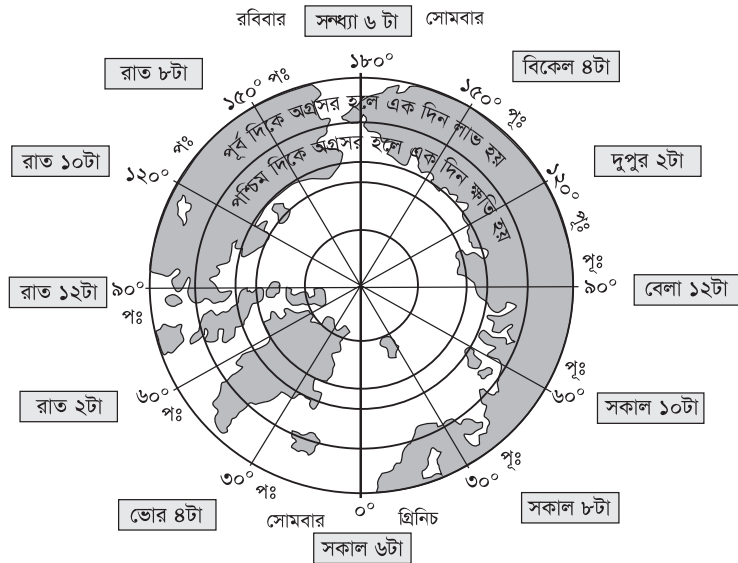 রবিবার সন্ধ্যা ৬ টা সোমবার
১৮০°
রাত ৮টা
বিকেল ৪টা
১৫০° পঃ
১৫০° পূঃ
পূর্ব দিকে অগ্রসর হলে এক দিন লাভ হয়
পশ্চিম দিকে অগ্রসর হলে এক দিন ক্ষতি হয়
রাত ১০টা
দুপুর ২টা
১২০° পঃ
১২০° পূঃ
রাত ১২টা
৯০° পঃ
৯০° পূঃ
বেলা ১২টা
রাত ২টা
৬০° পঃ
৬০° পূঃ
সকাল ১০টা
৩০° পঃ
৩০° পূঃ
ভোর ৪টা
সকাল ৮টা
সোমবার ০° গ্রিনিচ
সকাল ৬টা